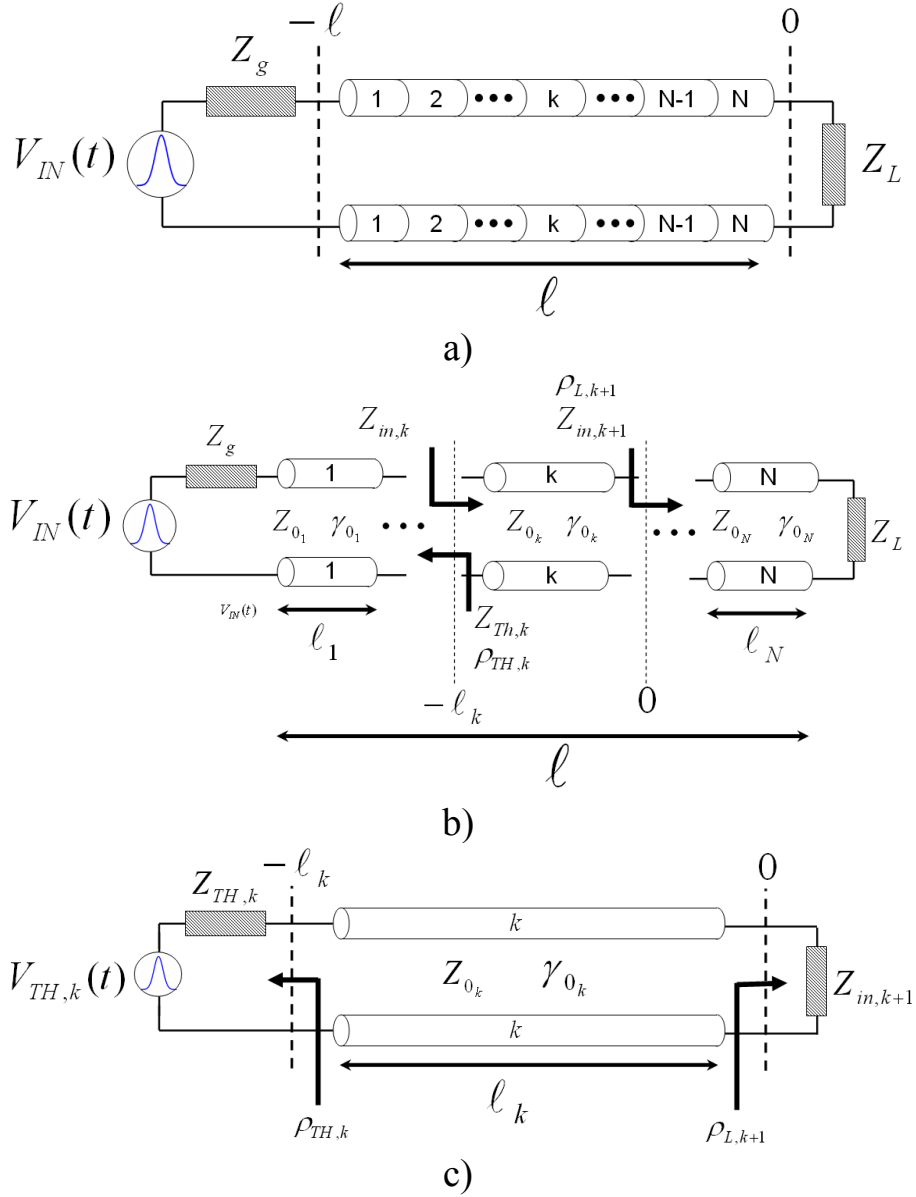 − ℓ 0
Z_g
V_IN(t)
1 2 ••• k ••• N-1 N
Z_L
1 2 ••• k ••• N-1 N
ℓ
a)
ρ_L,k+1
Z_in,k Z_in,k+1
Z_g
1 k N
V_IN(t) Z_0_1 γ_0_1 ••• Z_0_k γ_0_k ••• Z_0_N γ_0_N Z_L
1 k N
V_IN(t)
ℓ_1 Z_Th,k ℓ_N
ρ_TH,k
− ℓ_k 0
ℓ
b)
− ℓ_k 0
Z_TH,k
k
V_TH,k(t) Z_0_k γ_0_k Z_in,k+1
k
ℓ_k
ρ_TH,k ρ_L,k+1
c)